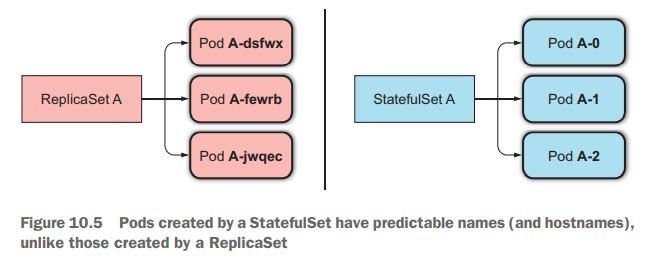 ReplicaSet A
Pod A-dsfwx
Pod A-fewrb
Pod A-jwqec
StatefulSet A
Pod A-0
Pod A-1
Pod A-2
Figure 10.5 Pods created by a StatefulSet have predictable names (and hostnames),
unlike those created by a ReplicaSet